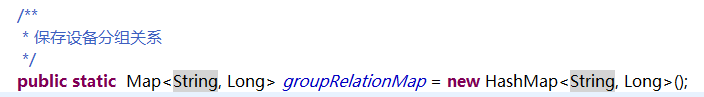 /**
* 保存设备分组关系
*/
public static  Map<String, Long> groupRelationMap = new HashMap<String, Long>();